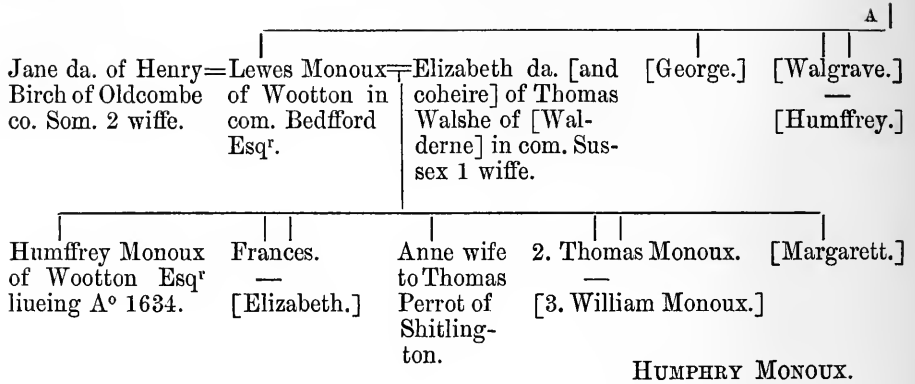 A
Jane da. of Henry=Lewes Monoux=Elizabeth da. [and [George.] [Walgrave.]
Birch of Oldcombe of Wootton in coheire] of Thomas —
co. Som. 2 wiffe. com. Bedfford Walshe of [Wal- [Humffrey.]
Esqʳ. derne] in com. Sus-
sex 1 wiffe.
Humffrey Monoux Frances. Anne wife 2. Thomas Monoux. [Margarett.]
of Wootton Esqʳ — to Thomas —
liueing Aº 1634. [Elizabeth.] Perrot of [3. William Monoux.]
Shitling-
ton.
HUMPHRY MONOUX.